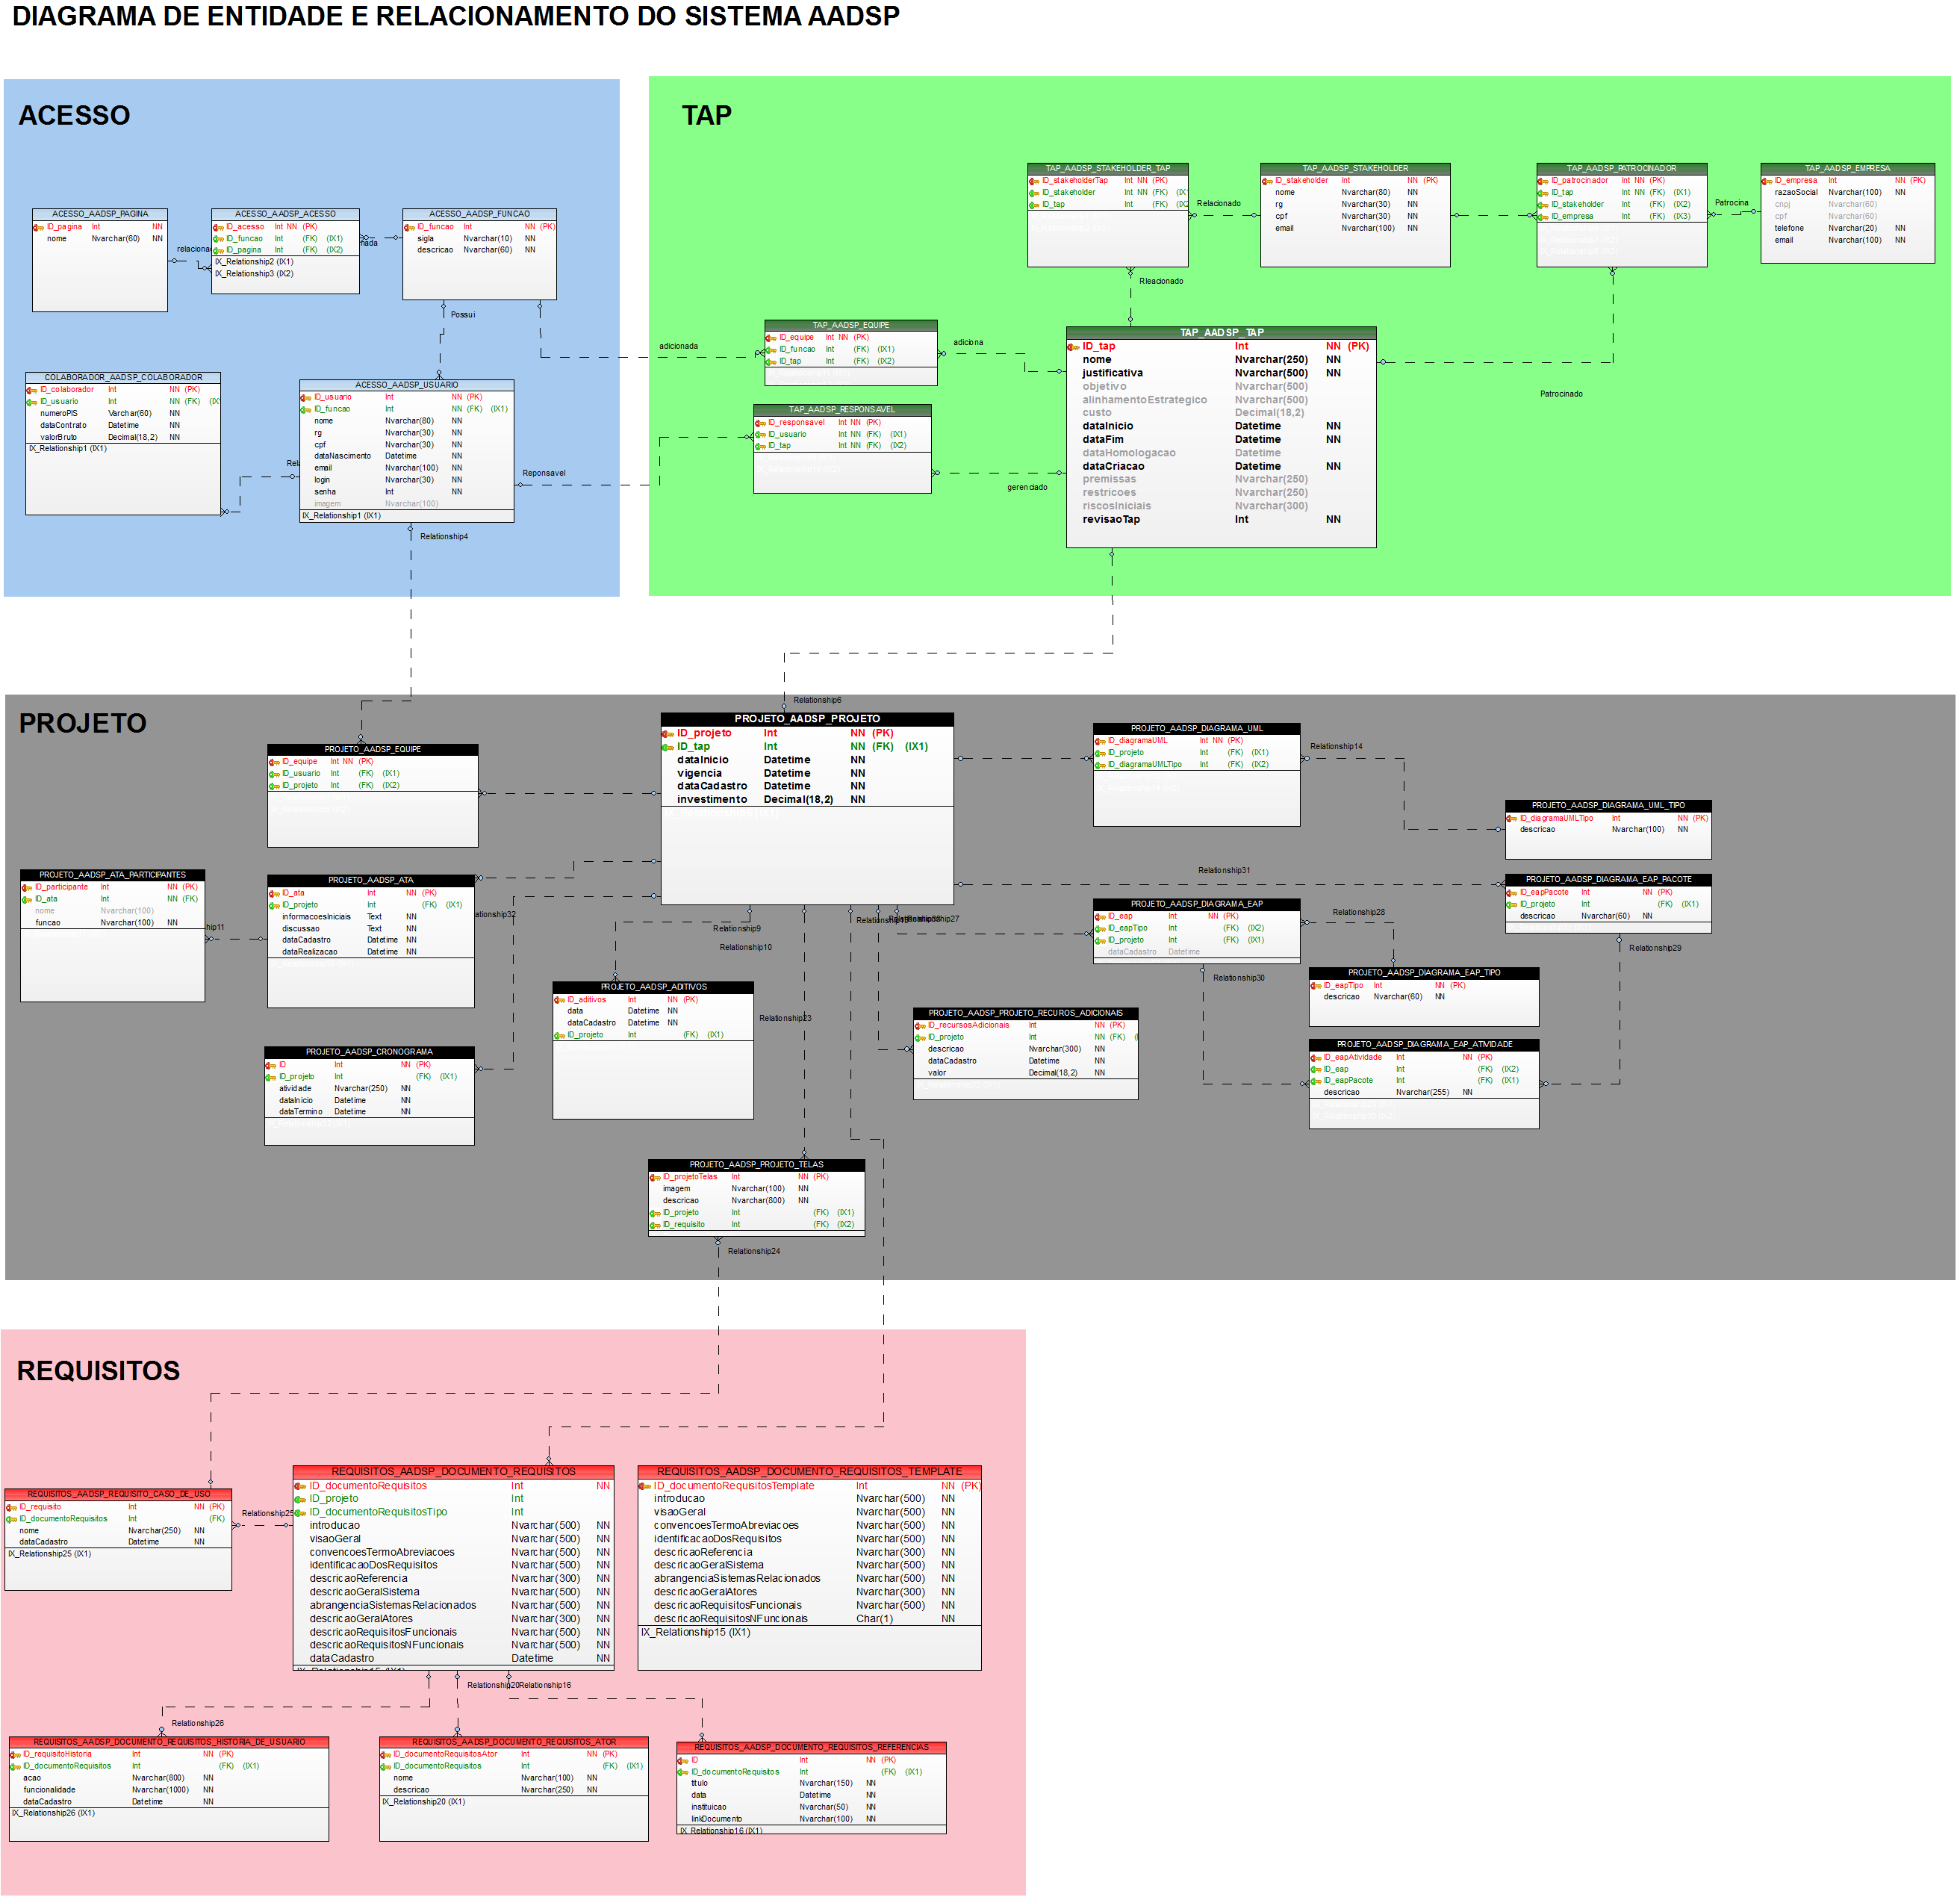 DIAGRAMA DE ENTIDADE E RELACIONAMENTO DO SISTEMA AADSP
ACESSO
ACESSO_AADSP_PAGINA
ID_pagina Int NN
nome Nvarchar(60) NN
relacionac
ACESSO_AADSP_ACESSO
ID_acesso Int NN (PK)
ID_funcao Int (FK) (IX1)
ID_pagina Int (FK) (IX2)
IX_Relationship2 (IX1)
IX_Relationship3 (IX2)
nada
ACESSO_AADSP_FUNCAO
ID_funcao Int NN (PK)
sigla Nvarchar(10) NN
descricao Nvarchar(60) NN
Possui
COLABORADOR_AADSP_COLABORADOR
ID_colaborador Int NN (PK)
ID_usuario Int NN (FK) (IX
numeroPIS Varchar(60) NN
dataContrato Datetime NN
valorBruto Decimal(18,2) NN
IX_Relationship1 (IX1)
Rela
ACESSO_AADSP_USUARIO
ID_usuario Int NN (PK)
ID_funcao Int NN (FK) (IX1)
nome Nvarchar(80) NN
rg Nvarchar(30) NN
cpf Nvarchar(30) NN
dataNascimento Datetime NN
email Nvarchar(100) NN
login Nvarchar(30) NN
senha Int NN
imagem Nvarchar(100)
IX_Relationship1 (IX1)
Reponsavel
Relationship4
TAP
TAP_AADSP_STAKEHOLDER_TAP
ID_stakeholderTap Int NN (PK)
ID_stakeholder Int NN (FK) (IX1
ID_tap Int (FK) (IX2
Relacionado
TAP_AADSP_STAKEHOLDER
ID_stakeholder Int NN (PK)
nome Nvarchar(80) NN
rg Nvarchar(30) NN
cpf Nvarchar(30) NN
email Nvarchar(100) NN
TAP_AADSP_PATROCINADOR
ID_patrocinador Int NN (PK)
ID_tap Int NN (FK) (IX1)
ID_stakeholder Int (FK) (IX2)
ID_empresa Int (FK) (IX3)
Patrocina
TAP_AADSP_EMPRESA
ID_empresa Int NN (PK)
razaoSocial Nvarchar(100) NN
cnpj Nvarchar(60)
cpf Nvarchar(60)
telefone Nvarchar(20) NN
email Nvarchar(100) NN
Rleacionado
adicionada
TAP_AADSP_EQUIPE
ID_equipe Int NN (PK)
ID_funcao Int (FK) (IX1)
ID_tap Int (FK) (IX2)
adiciona
TAP_AADSP_RESPONSAVEL
ID_responsavel Int NN (PK)
ID_usuario Int NN (FK) (IX1)
ID_tap Int NN (FK) (IX2)
gerenciado
TAP_AADSP_TAP
ID_tap Int NN (PK)
nome Nvarchar(250) NN
justificativa Nvarchar(500) NN
objetivo Nvarchar(500)
alinhamentoEstrategico Nvarchar(500)
custo Decimal(18,2)
dataInicio Datetime NN
dataFim Datetime NN
dataHomologacao Datetime
dataCriacao Datetime NN
premissas Nvarchar(250)
restricoes Nvarchar(250)
riscosIniciais Nvarchar(300)
revisaoTap Int NN
Patrocinado
PROJETO
Relationship6
PROJETO_AADSP_EQUIPE
ID_equipe Int NN (PK)
ID_usuario Int (FK) (IX1)
ID_projeto Int (FK) (IX2)
PROJETO_AADSP_PROJETO
ID_projeto Int NN (PK)
ID_tap Int NN (FK) (IX1)
dataInicio Datetime NN
vigencia Datetime NN
dataCadastro Datetime NN
investimento Decimal(18,2) NN
PROJETO_AADSP_DIAGRAMA_UML
ID_diagramaUML Int NN (PK)
ID_projeto Int (FK) (IX1)
ID_diagramaUMLTipo Int (FK) (IX2)
Relationship14
PROJETO_AADSP_DIAGRAMA_UML_TIPO
ID_diagramaUMLTipo Int NN (PK)
descricao Nvarchar(100) NN
PROJETO_AADSP_ATA_PARTICIPANTES
ID_participante Int NN (PK)
ID_ata Int NN (FK)
nome Nvarchar(100)
funcao Nvarchar(100) NN
ship11
PROJETO_AADSP_ATA
ID_ata Int NN (PK)
ID_projeto Int (FK) (IX1)
informacoesIniciais Text NN
discussao Text NN
dataCadastro Datetime NN
dataRealizacao Datetime NN
ationship32
Relationship31
PROJETO_AADSP_DIAGRAMA_EAP_PACOTE
ID_eapPacote Int NN (PK)
ID_projeto Int (FK) (IX1)
descricao Nvarchar(60) NN
PROJETO_AADSP_DIAGRAMA_EAP
ID_eap Int NN (PK)
ID_eapTipo Int (FK) (IX2)
ID_projeto Int (FK) (IX1)
dataCadastro Datetime
Relationship28
Relationship29
Relationship30
Relationship9
Relationship10
PROJETO_AADSP_DIAGRAMA_EAP_TIPO
ID_eapTipo Int NN (PK)
descricao Nvarchar(60) NN
PROJETO_AADSP_ADITIVOS
ID_aditivos Int NN (PK)
data Datetime NN
dataCadastro Datetime NN
ID_projeto Int (FK) (IX1)
Relationship23
PROJETO_AADSP_PROJETO_RECUROS_ADICIONAIS
ID_recursosAdicionais Int NN (PK)
ID_projeto Int NN (FK) (
descricao Nvarchar(300) NN
dataCadastro Datetime NN
valor Decimal(18,2) NN
PROJETO_AADSP_DIAGRAMA_EAP_ATIVIDADE
ID_eapAtividade Int NN (PK)
ID_eap Int (FK) (IX2)
ID_eapPacote Int (FK) (IX1)
descricao Nvarchar(255) NN
PROJETO_AADSP_CRONOGRAMA
ID Int NN (PK)
ID_projeto Int (FK) (IX1)
atividade Nvarchar(250) NN
dataInicio Datetime NN
dataTermino Datetime NN
PROJETO_AADSP_PROJETO_TELAS
ID_projetoTelas Int NN (PK)
imagem Nvarchar(100) NN
descricao Nvarchar(800) NN
ID_projeto Int (FK) (IX1)
ID_requisito Int (FK) (IX2)
Relationship24
REQUISITOS
REQUISITOS_AADSP_REQUISITO_CASO_DE_USO
ID_requisito Int NN (PK)
ID_documentoRequisitos Int (FK)
nome Nvarchar(250) NN
dataCadastro Datetime NN
IX_Relationship25 (IX1)
Relationship25
REQUISITOS_AADSP_DOCUMENTO_REQUISITOS
ID_documentoRequisitos Int NN
ID_projeto Int
ID_documentoRequisitosTipo Int
introducao Nvarchar(500) NN
visaoGeral Nvarchar(500) NN
convencoesTermoAbreviacoes Nvarchar(500) NN
identificacaoDosRequisitos Nvarchar(500) NN
descricaoReferencia Nvarchar(300) NN
descricaoGeralSistema Nvarchar(500) NN
abrangenciaSistemasRelacionados Nvarchar(500) NN
descricaoGeralAtores Nvarchar(300) NN
descricaoRequisitosFuncionais Nvarchar(500) NN
descricaoRequisitosNFuncionais Nvarchar(500) NN
dataCadastro Datetime NN
IX_Relationship15 (IX1)
REQUISITOS_AADSP_DOCUMENTO_REQUISITOS_TEMPLATE
ID_documentoRequisitosTemplate Int NN (PK)
introducao Nvarchar(500) NN
visaoGeral Nvarchar(500) NN
convencoesTermoAbreviacoes Nvarchar(500) NN
identificacaoDosRequisitos Nvarchar(500) NN
descricaoReferencia Nvarchar(300) NN
descricaoGeralSistema Nvarchar(500) NN
abrangenciaSistemasRelacionados Nvarchar(500) NN
descricaoGeralAtores Nvarchar(300) NN
descricaoRequisitosFuncionais Nvarchar(500) NN
descricaoRequisitosNFuncionais Char(1) NN
IX_Relationship15 (IX1)
Relationship20
Relationship16
Relationship26
REQUISITOS_AADSP_DOCUMENTO_REQUISITOS_HISTORIA_DE_USUARIO
ID_requisitoHistoria Int NN (PK)
ID_documentoRequisitos Int (FK) (IX1)
acao Nvarchar(800) NN
funcionalidade Nvarchar(1000) NN
dataCadastro Datetime NN
IX_Relationship26 (IX1)
REQUISITOS_AADSP_DOCUMENTO_REQUISITOS_ATOR
ID_documentoRequisitosAtor Int NN (PK)
ID_documentoRequisitos Int (FK) (IX1)
nome Nvarchar(100) NN
descricao Nvarchar(250) NN
IX_Relationship20 (IX1)
REQUISITOS_AADSP_DOCUMENTO_REQUISITOS_REFERENCIAS
ID Int NN (PK)
ID_documentoRequisitos Int (FK) (IX1)
titulo Nvarchar(150) NN
data Datetime NN
instituicao Nvarchar(50) NN
linkDocumento Nvarchar(100) NN
IX_Relationship16 (IX1)